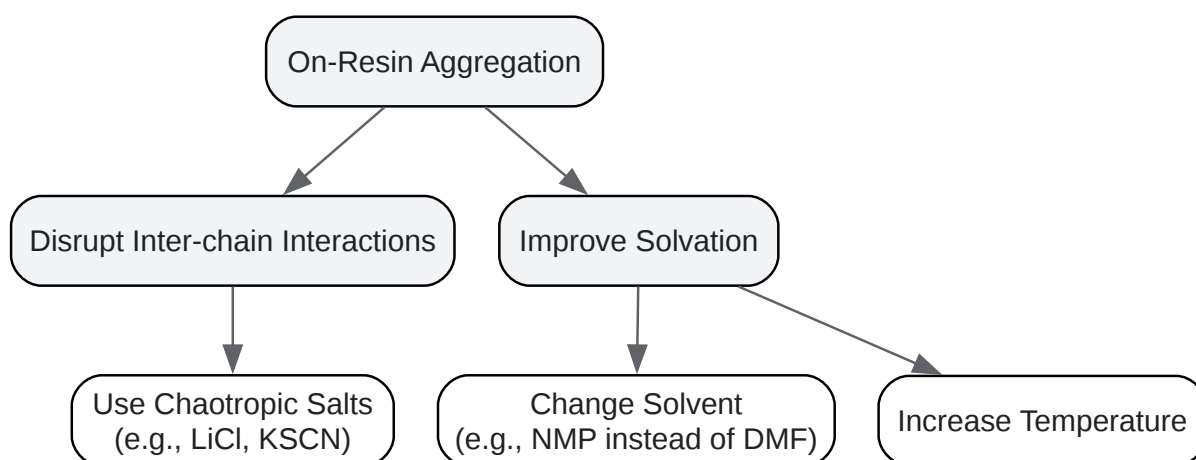 On-Resin Aggregation
Disrupt Inter-chain Interactions
Improve Solvation
Use Chaotropic Salts
(e.g., LiCl, KSCN)
Change Solvent
(e.g., NMP instead of DMF)
Increase Temperature